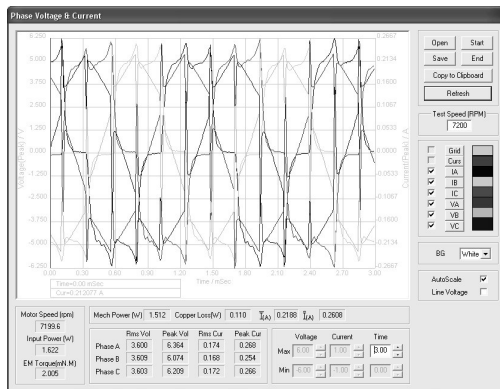 Phase Voltage & Current
6.250
5.000
3.750
2.500
1.250
0.000
-1.250
-2.500
-3.750
-5.000
-6.250
Voltage(Peak) / V
0.2667
0.2134
0.1600
0.1067
0.0533
0.0000
-0.0533
-0.1067
-0.1600
-0.2134
-0.2667
Current(Peak) / A
0.00 0.30 0.60 0.90 1.20 1.50 1.80 2.10 2.40 2.70 3.00
Time / mSec
Time=0.00 mSec
Cur=0.212077 A
Open Start
Save End
Copy to Clipboard
Refresh
Test Speed (RPM)
7200
Grid
Curs
IA
IB
IC
VA
VB
VC
BG White
AutoScale
Line Voltage
Motor Speed (rpm)
7199.6
Input Power (W)
1.622
EM Torque(mN.M)
2.005
Mech Power(W) 1.512 Copper Loss(W) 0.110 I(A) 0.2188 I(A) 0.2608
Rms Vol Peak Vol Rms Cur Peak Cur
Phase A 3.600 6.364 0.174 0.268
Phase B 3.609 6.074 0.168 0.254
Phase C 3.603 6.209 0.172 0.266
Voltage Current Time
Max 6.00 1.00 3.00
Min -6.00 -1.00